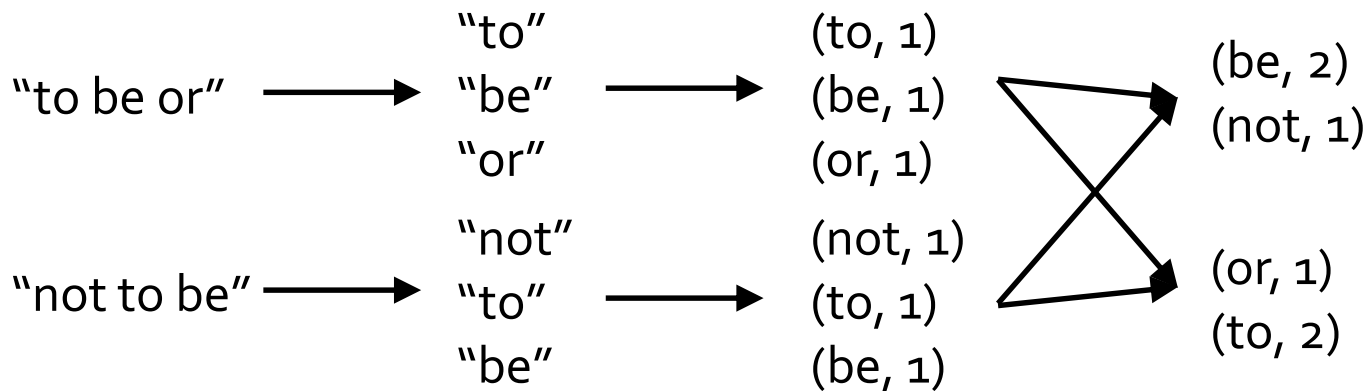 “to be or”
“not to be”
“to”
“be”
“or”
“not”
“to”
“be”
(to, 1)
(be, 1)
(or, 1)
(not, 1)
(to, 1)
(be, 1)
(be, 2)
(not, 1)
(or, 1)
(to, 2)